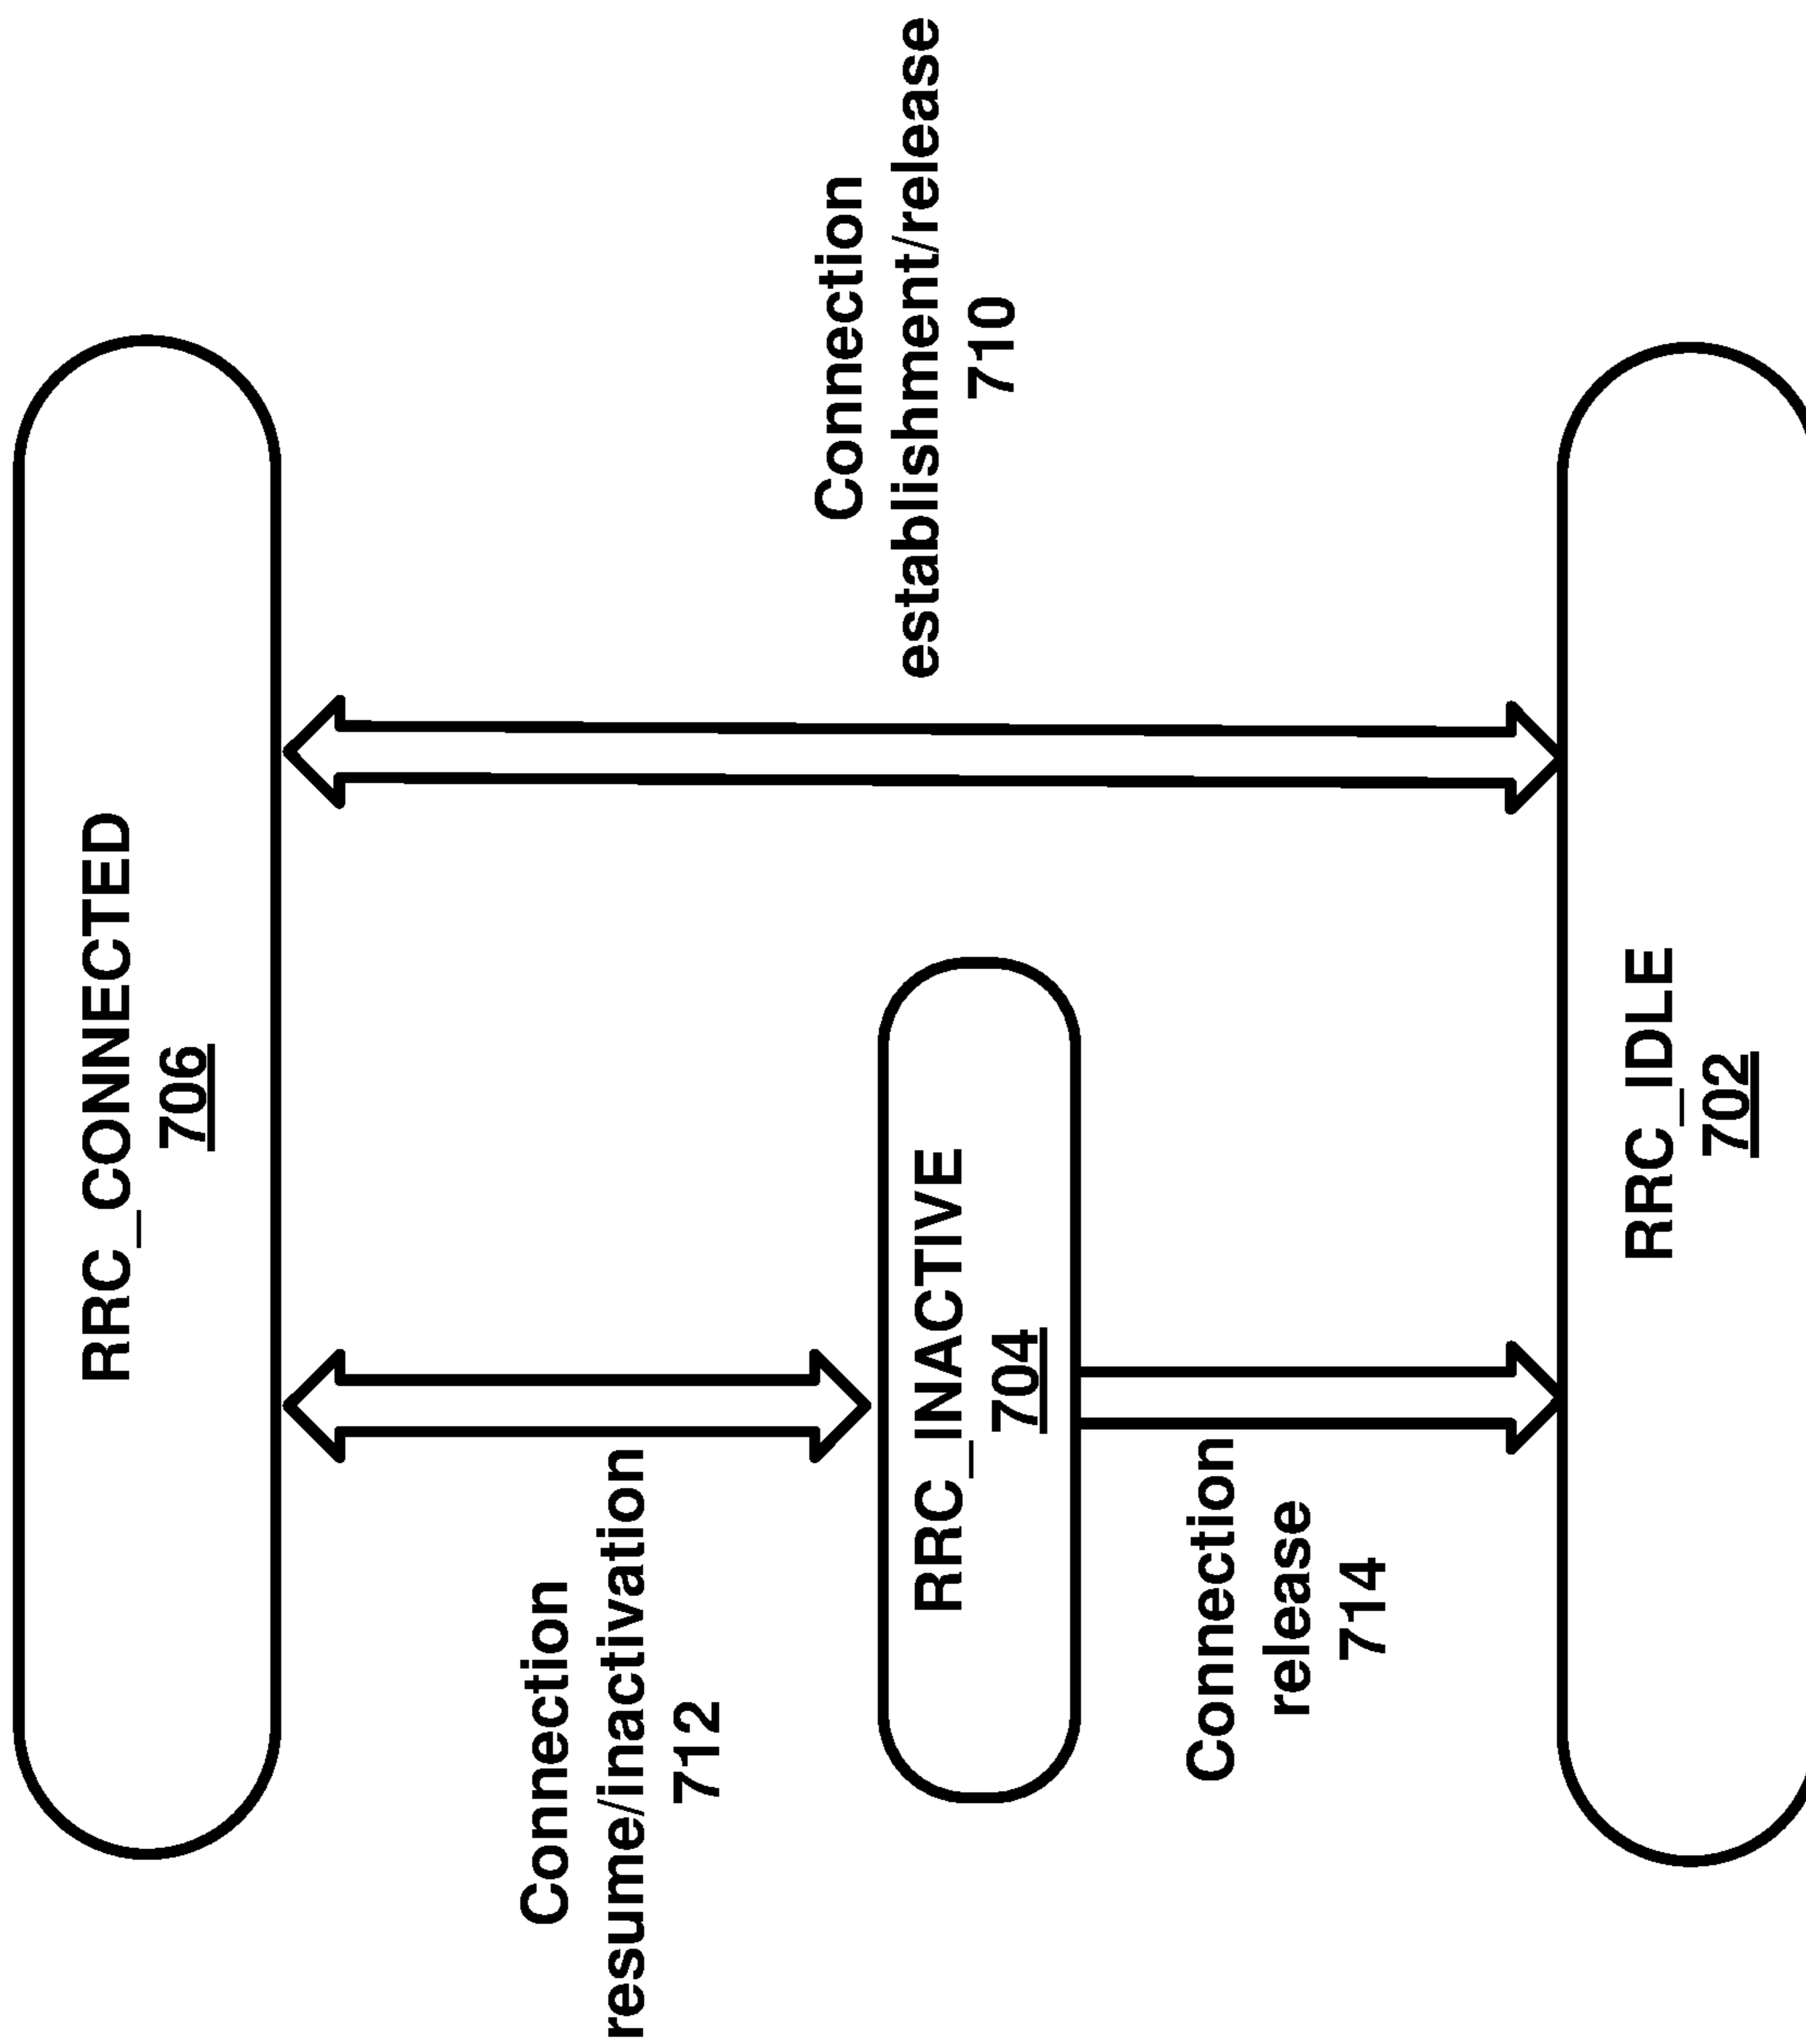 RRC_CONNECTED
706
Connection
resume/inactivation
712
Connection
establishment/release
710
RRC_INACTIVE
704
Connection
release
714
RRC_IDLE
702